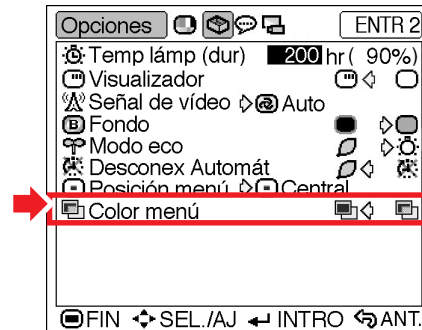 Opciones ENTR 2
Temp lámp (dur) 200 hr ( 90%)
Visualizador
Señal de vídeo Auto
B Fondo
Modo eco
Desconex Automát
Posición menú Central
Color menú
FIN SEL./AJ INTRO ANT.